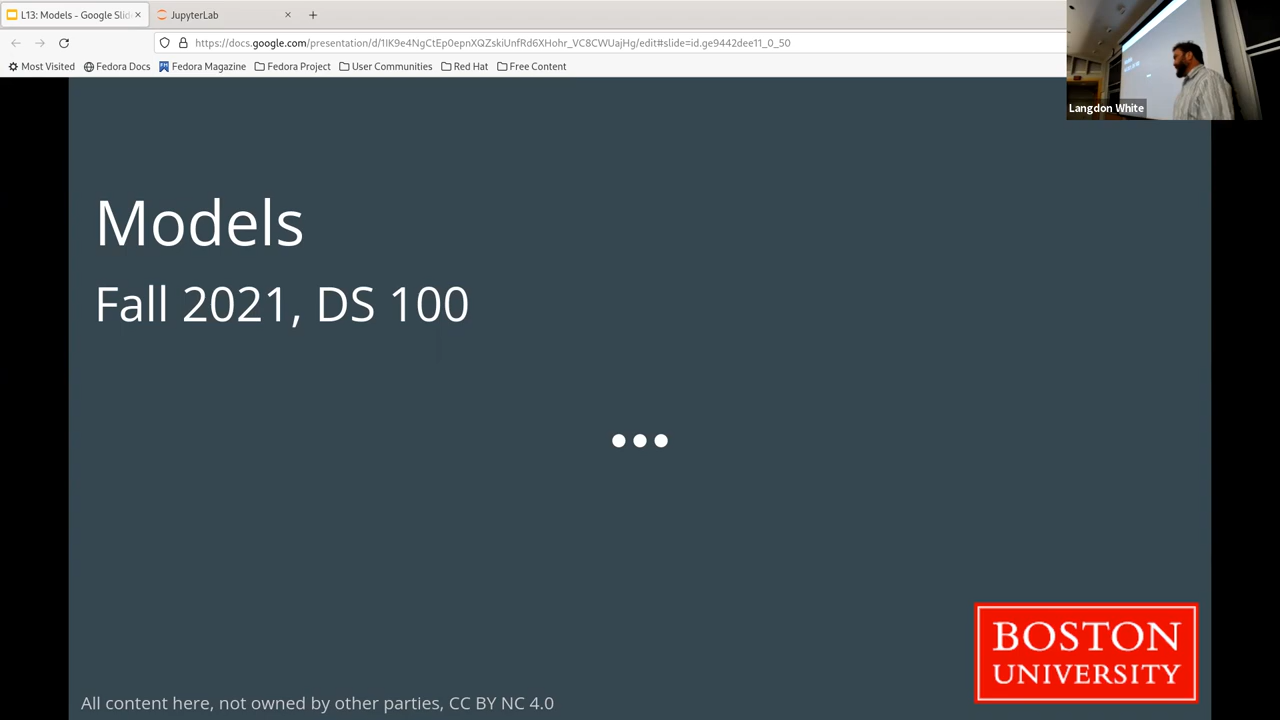 L13: Models - Google Slid
JupyterLab
https://docs.google.com/presentation/d/1IK9e4NgCtEp0epnXQZskiUnfRd6XHohr_VC8CWUajHg/edit#slide=id.ge9442dee11_0_50
Most Visited
Fedora Docs
Fedora Magazine
Fedora Project
User Communities
Red Hat
Free Content
Langdon White
Models
Fall 2021, DS 100
BOSTON
UNIVERSITY
All content here, not owned by other parties, CC BY NC 4.0